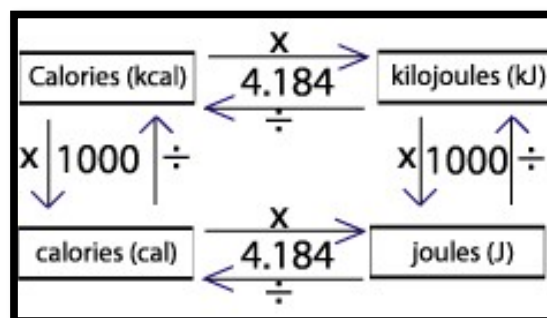 x
Calories (kcal) 4.184 kilojoules (kJ)
÷
x 1000 ÷ x 1000 ÷
x
calories (cal) 4.184 joules (J)
÷